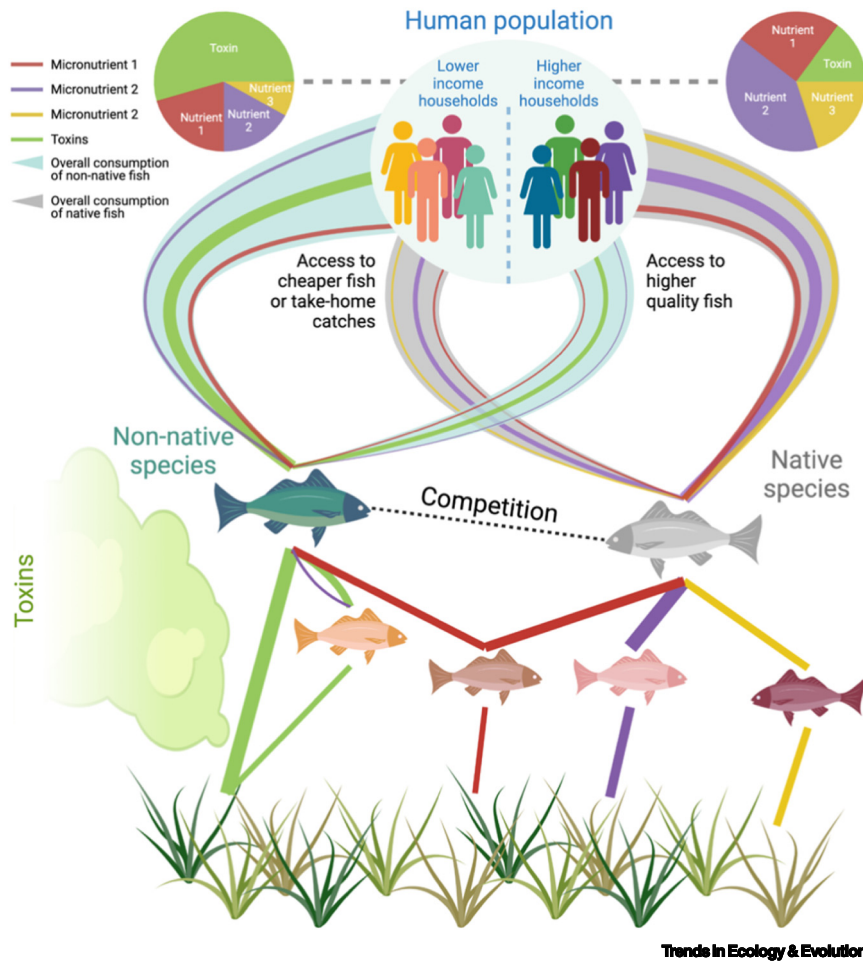 Human population
Toxin
Nutrient
3
Nutrient
1
Nutrient
2
Micronutrient 1
Micronutrient 2
Micronutrient 2
Toxins
Overall consumption
of non-native fish
Overall consumption
of native fish
Lower
income
households
Higher
income
households
Nutrient
1
Toxin
Nutrient
2
Nutrient
3
Access to
cheaper fish
or take-home
catches
Access to
higher
quality fish
Non-native
species
Native
species
Competition
Toxins
Trends in Ecology & Evolution